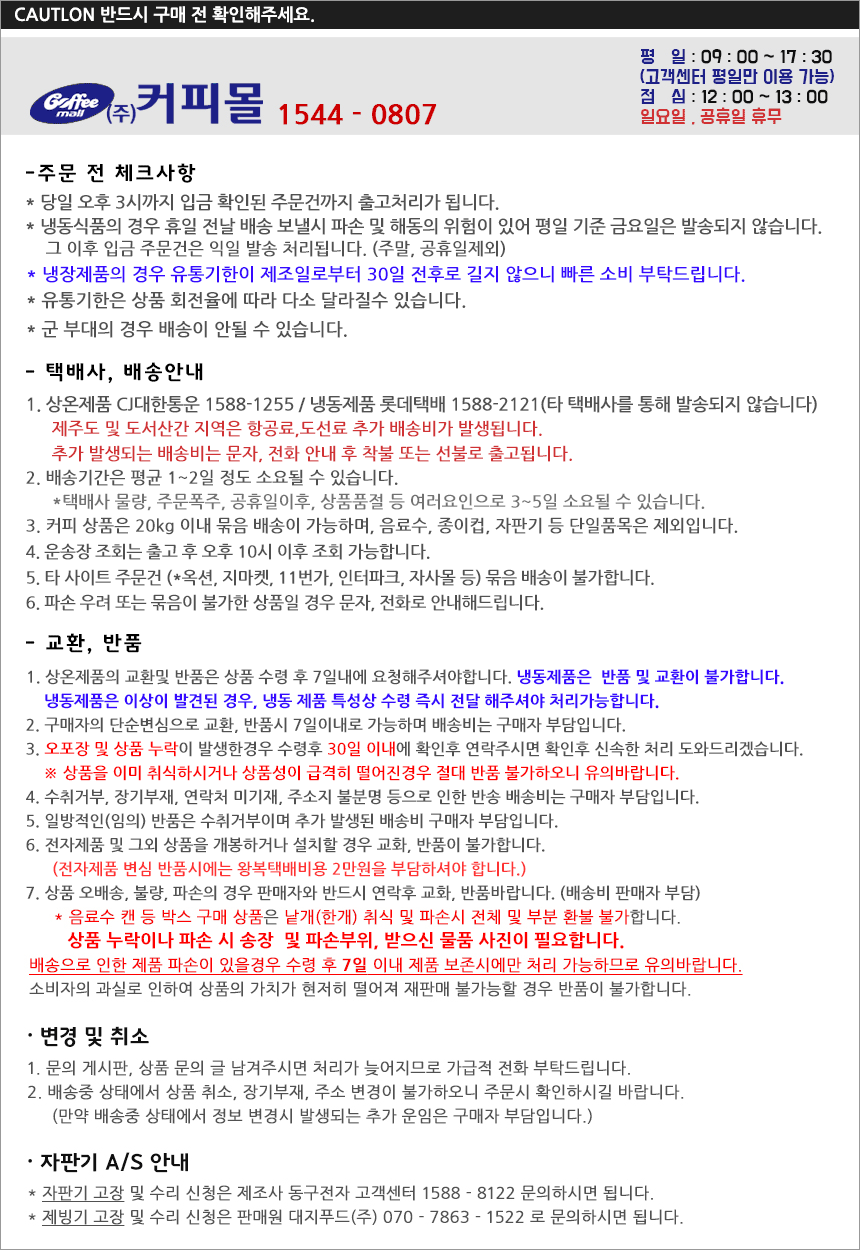 CAUTLON 반드시 구매 전 확인해주세요.
Coffee mall (주)커피몰 1544 - 0807
평 일 : 09 : 00 ~ 17 : 30
(고객센터 평일만 이용 가능)
점 심 : 12 : 00 ~ 13 : 00
일요일 . 공휴일 휴무
-주문 전 체크사항
* 당일 오후 3시까지 입금 확인된 주문건까지 출고처리가 됩니다.
* 냉동식품의 경우 휴일 전날 배송 보낼시 파손 및 해동의 위험이 있어 평일 기준 금요일은 발송되지 않습니다.
그 이후 입금 주문건은 익일 발송 처리됩니다. (주말, 공휴일제외)
* 냉장제품의 경우 유통기한이 제조일로부터 30일 전후로 길지 않으니 빠른 소비 부탁드립니다.
* 유통기한은 상품 회전율에 따라 다소 달라질수 있습니다.
* 군 부대의 경우 배송이 안될 수 있습니다.
- 택배사, 배송안내
1. 상온제품 CJ대한통운 1588-1255 / 냉동제품 롯데택배 1588-2121(타 택배사를 통해 발송되지 않습니다)
제주도 및 도서산간 지역은 항공료,도선료 추가 배송비가 발생됩니다.
추가 발생되는 배송비는 문자, 전화 안내 후 착불 또는 선불로 출고됩니다.
2. 배송기간은 평균 1~2일 정도 소요될 수 있습니다.
*택배사 물량, 주문폭주, 공휴일이후, 상품품절 등 여러요인으로 3~5일 소요될 수 있습니다.
3. 커피 상품은 20kg 이내 묶음 배송이 가능하며, 음료수, 종이컵, 자판기 등 단일품목은 제외입니다.
4. 운송장 조회는 출고 후 오후 10시 이후 조회 가능합니다.
5. 타 사이트 주문건 (*옥션, 지마켓, 11번가, 인터파크, 자사몰 등) 묶음 배송이 불가합니다.
6. 파손 우려 또는 묶음이 불가한 상품일 경우 문자, 전화로 안내해드립니다.
- 교환, 반품
1. 상온제품의 교환및 반품은 상품 수령 후 7일내에 요청해주셔야합니다. 냉동제품은 반품 및 교환이 불가합니다.
냉동제품은 이상이 발견된 경우, 냉동 제품 특성상 수령 즉시 전달 해주셔야 처리가능합니다.
2. 구매자의 단순변심으로 교환, 반품시 7일이내로 가능하며 배송비는 구매자 부담입니다.
3. 오포장 및 상품 누락이 발생한경우 수령후 30일 이내에 확인후 연락주시면 확인후 신속한 처리 도와드리겠습니다.
※ 상품을 이미 취식하시거나 상품성이 급격히 떨어진경우 절대 반품 불가하오니 유의바랍니다.
4. 수취거부, 장기부재, 연락처 미기재, 주소지 불분명 등으로 인한 반송 배송비는 구매자 부담입니다.
5. 일방적인(임의) 반품은 수취거부이며 추가 발생된 배송비 구매자 부담입니다.
6. 전자제품 및 그외 상품을 개봉하거나 설치할 경우 교화, 반품이 불가합니다.
(전자제품 변심 반품시에는 왕복택배비용 2만원을 부담하셔야 합니다.)
7. 상품 오배송, 불량, 파손의 경우 판매자와 반드시 연락후 교화, 반품바랍니다. (배송비 판매자 부담)
* 음료수 캔 등 박스 구매 상품은 낱개(한개) 취식 및 파손시 전체 및 부분 환불 불가합니다.
상품 누락이나 파손 시 송장 및 파손부위, 받으신 물품 사진이 필요합니다.
배송으로 인한 제품 파손이 있을경우 수령 후 7일 이내 제품 보존시에만 처리 가능하므로 유의바랍니다.
소비자의 과실로 인하여 상품의 가치가 현저히 떨어져 재판매 불가능할 경우 반품이 불가합니다.
· 변경 및 취소
1. 문의 게시판, 상품 문의 글 남겨주시면 처리가 늦어지므로 가급적 전화 부탁드립니다.
2. 배송중 상태에서 상품 취소, 장기부재, 주소 변경이 불가하오니 주문시 확인하시길 바랍니다.
(만약 배송중 상태에서 정보 변경시 발생되는 추가 운임은 구매자 부담입니다.)
· 자판기 A/S 안내
* 자판기 고장 및 수리 신청은 제조사 동구전자 고객센터 1588 - 8122 문의하시면 됩니다.
* 제빙기 고장 및 수리 신청은 판매원 대지푸드(주) 070 - 7863 - 1522 로 문의하시면 됩니다.